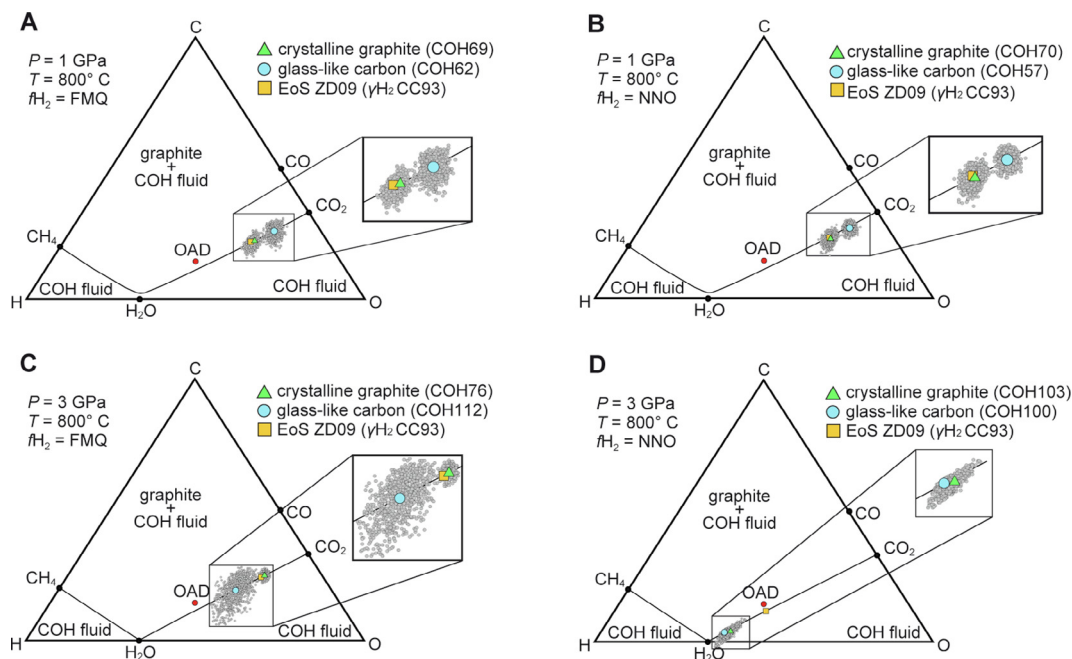 A
C
P = 1 GPa
T = 800° C
fH₂ = FMQ
crystalline graphite (COH69)
glass-like carbon (COH62)
EoS ZD09 (γH₂ CC93)
graphite
+
COH fluid
CO
CO₂
CH₄
OAD
COH fluid
COH fluid
H
H₂O
O
B
C
P = 1 GPa
T = 800° C
fH₂ = NNO
crystalline graphite (COH70)
glass-like carbon (COH57)
EoS ZD09 (γH₂ CC93)
graphite
+
COH fluid
CO
CO₂
CH₄
OAD
COH fluid
COH fluid
H
H₂O
O
C
C
P = 3 GPa
T = 800° C
fH₂ = FMQ
crystalline graphite (COH76)
glass-like carbon (COH112)
EoS ZD09 (γH₂ CC93)
graphite
+
COH fluid
CO
CO₂
CH₄
OAD
COH fluid
COH fluid
H
H₂O
O
D
C
P = 3 GPa
T = 800° C
fH₂ = NNO
crystalline graphite (COH103)
glass-like carbon (COH100)
EoS ZD09 (γH₂ CC93)
graphite
+
COH fluid
CO
CO₂
CH₄
OAD
COH fluid
COH fluid
H
H₂O
O